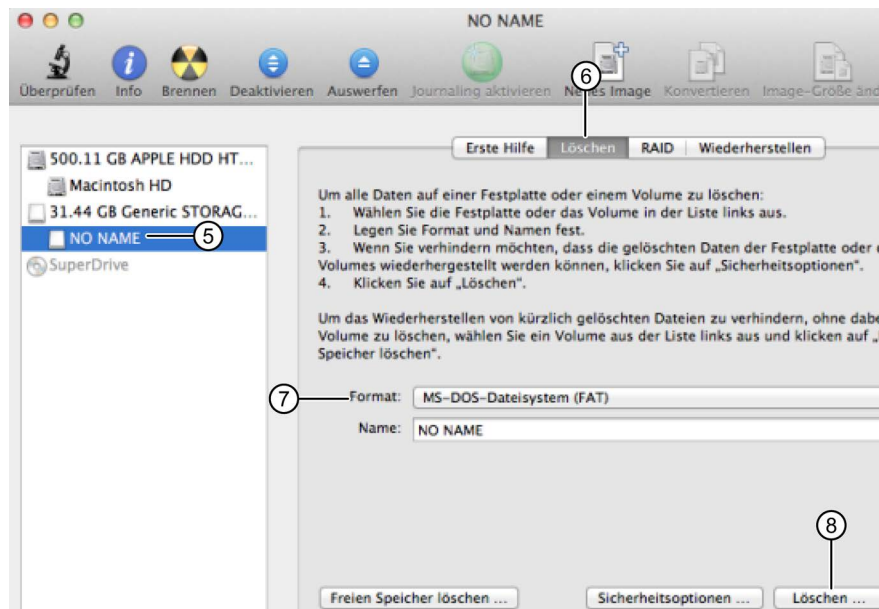 NO NAME
Überprüfen Info Brennen Deaktivieren Auswerfen Journaling aktivieren Neues Image Konvertieren Image-Größe änd
6
500.11 GB APPLE HDD HT...
Macintosh HD
31.44 GB Generic STORAG...
NO NAME
5
SuperDrive
Erste Hilfe Löschen RAID Wiederherstellen
Um alle Daten auf einer Festplatte oder einem Volume zu löschen:
1. Wählen Sie die Festplatte oder das Volume in der Liste links aus.
2. Legen Sie Format und Namen fest.
3. Wenn Sie verhindern möchten, dass die gelöschten Daten der Festplatte oder
Volumes wiederhergestellt werden können, klicken Sie auf „Sicherheitsoptionen“.
4. Klicken Sie auf „Löschen“.
Um das Wiederherstellen von kürzlich gelöschten Dateien zu verhindern, ohne dabe
Volume zu löschen, wählen Sie ein Volume aus der Liste links aus und klicken auf „
Speicher löschen“.
7
Format: MS-DOS-Dateisystem (FAT)
Name: NO NAME
8
Freien Speicher löschen ... Sicherheitsoptionen ... Löschen ...